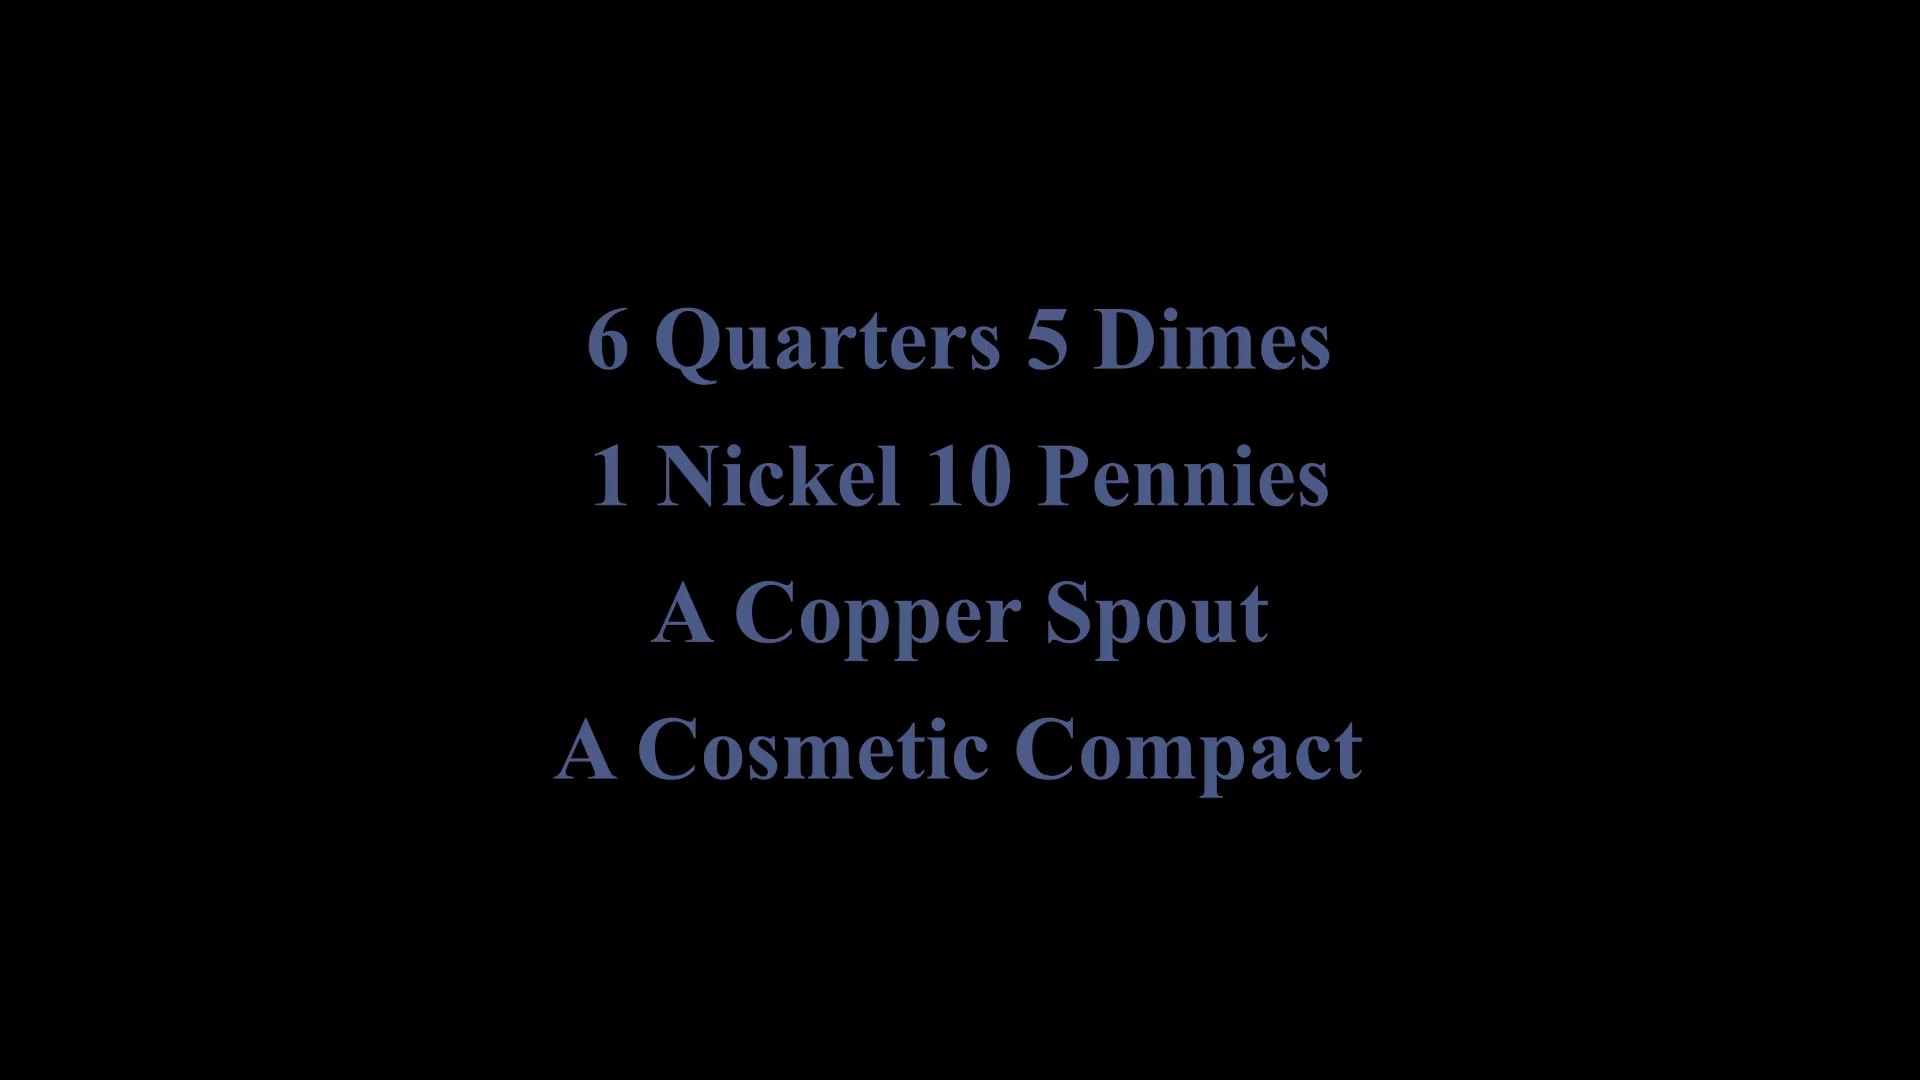 6 Quarters 5 Dimes
1 Nickel 10 Pennies
A Copper Spout
A Cosmetic Compact